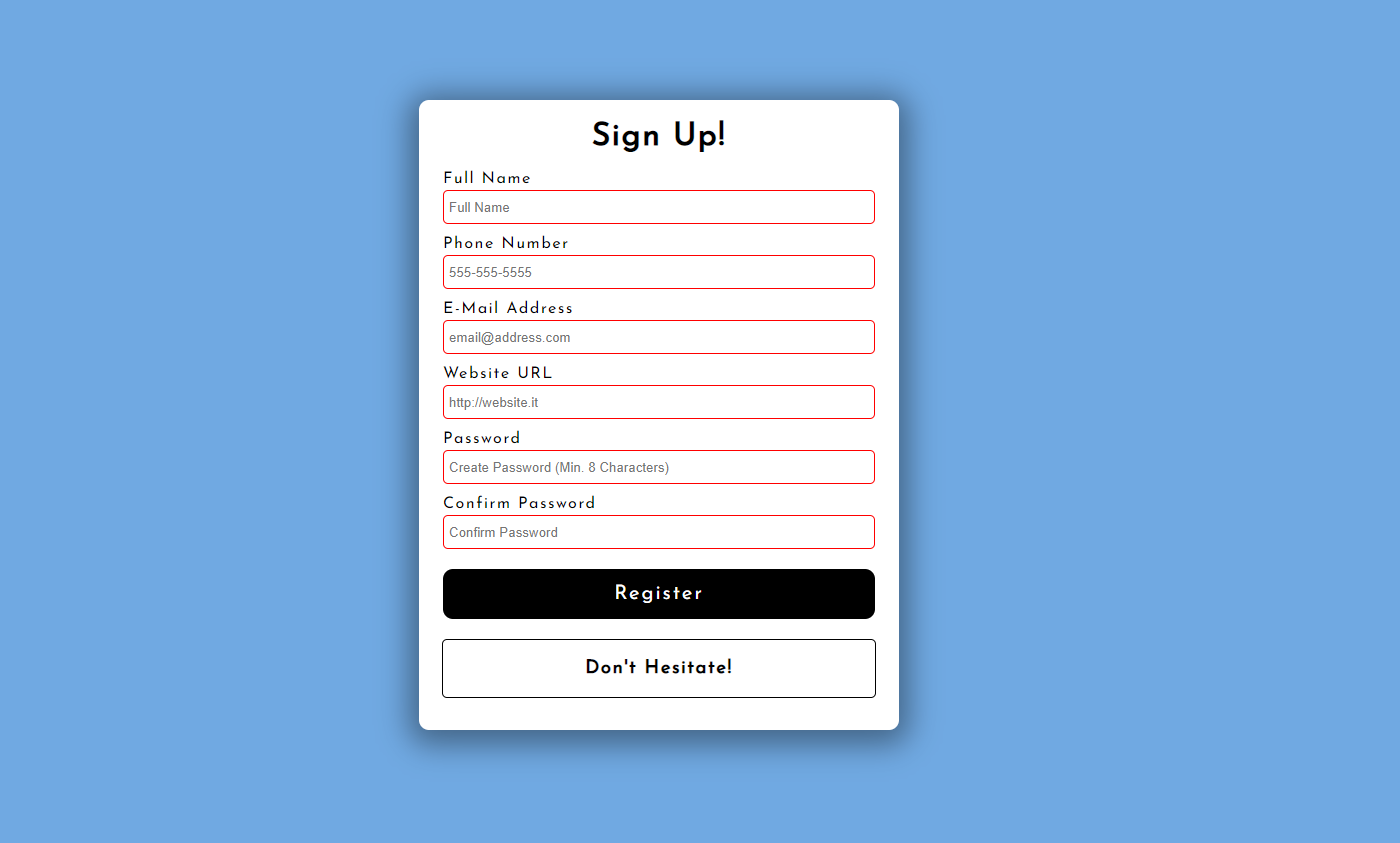 Sign Up!
Full Name
Full Name
Phone Number
555-555-5555
E-Mail Address
email@address.com
Website URL
http://website.it
Password
Create Password (Min. 8 Characters)
Confirm Password
Confirm Password
Register
Don't Hesitate!